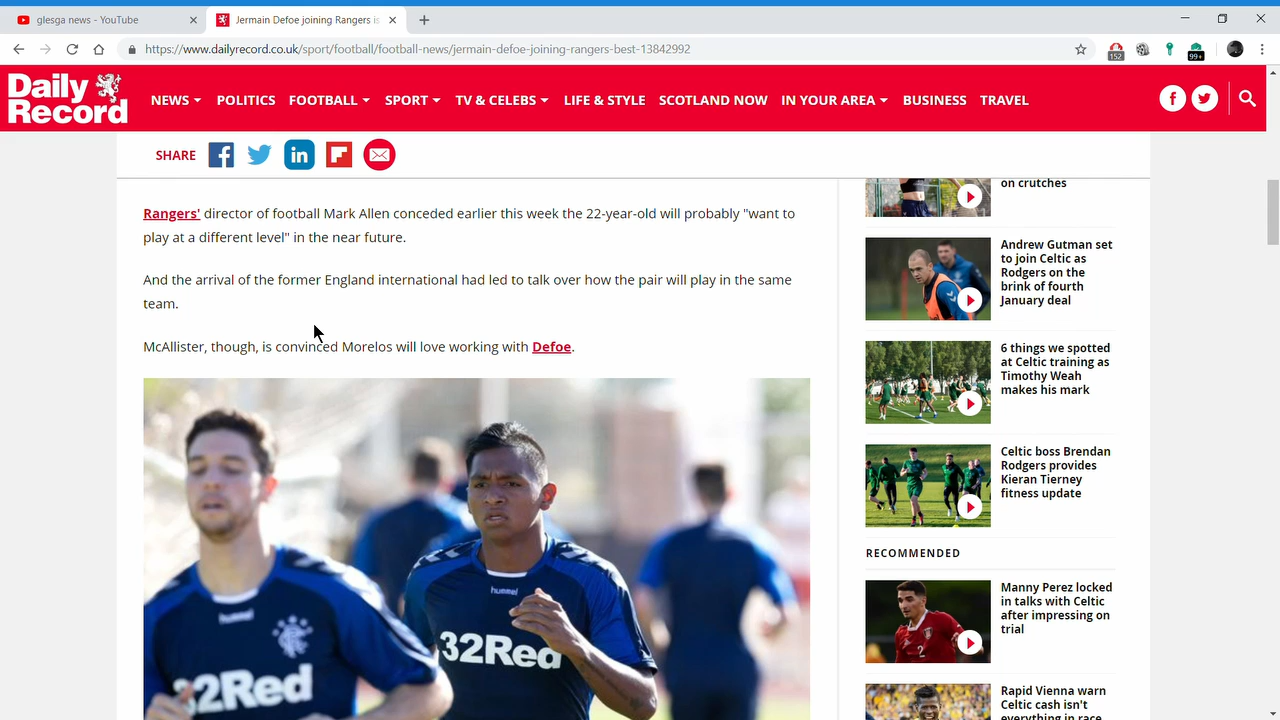 glesga news - YouTube
Jermain Defoe joining Rangers is
https://www.dailyrecord.co.uk/sport/football/football-news/jermain-defoe-joining-rangers-best-13842992
152
99+
Daily
Record
NEWS
POLITICS
FOOTBALL
SPORT
TV & CELEBS
LIFE & STYLE
SCOTLAND NOW
IN YOUR AREA
BUSINESS
TRAVEL
SHARE
Rangers' director of football Mark Allen conceded earlier this week the 22-year-old will probably "want to
play at a different level" in the near future.
And the arrival of the former England international had led to talk over how the pair will play in the same
team.
McAllister, though, is convinced Morelos will love working with Defoe.
hummel
32Red
hummel
32Red
on crutches
Andrew Gutman set
to join Celtic as
Rodgers on the
brink of fourth
January deal
6 things we spotted
at Celtic training as
Timothy Weah
makes his mark
Celtic boss Brendan
Rodgers provides
Kieran Tierney
fitness update
RECOMMENDED
Manny Perez locked
in talks with Celtic
after impressing on
trial
2
Rapid Vienna warn
Celtic cash isn't
everything in race